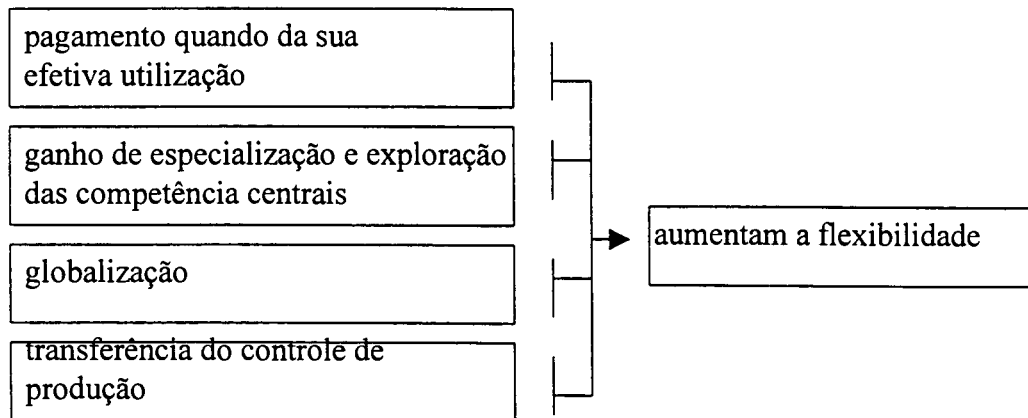 pagamento quando da sua
efetiva utilização
ganho de especialização e exploração
das competência centrais
globalização
transferência do controle de
produção
aumentam a flexibilidade